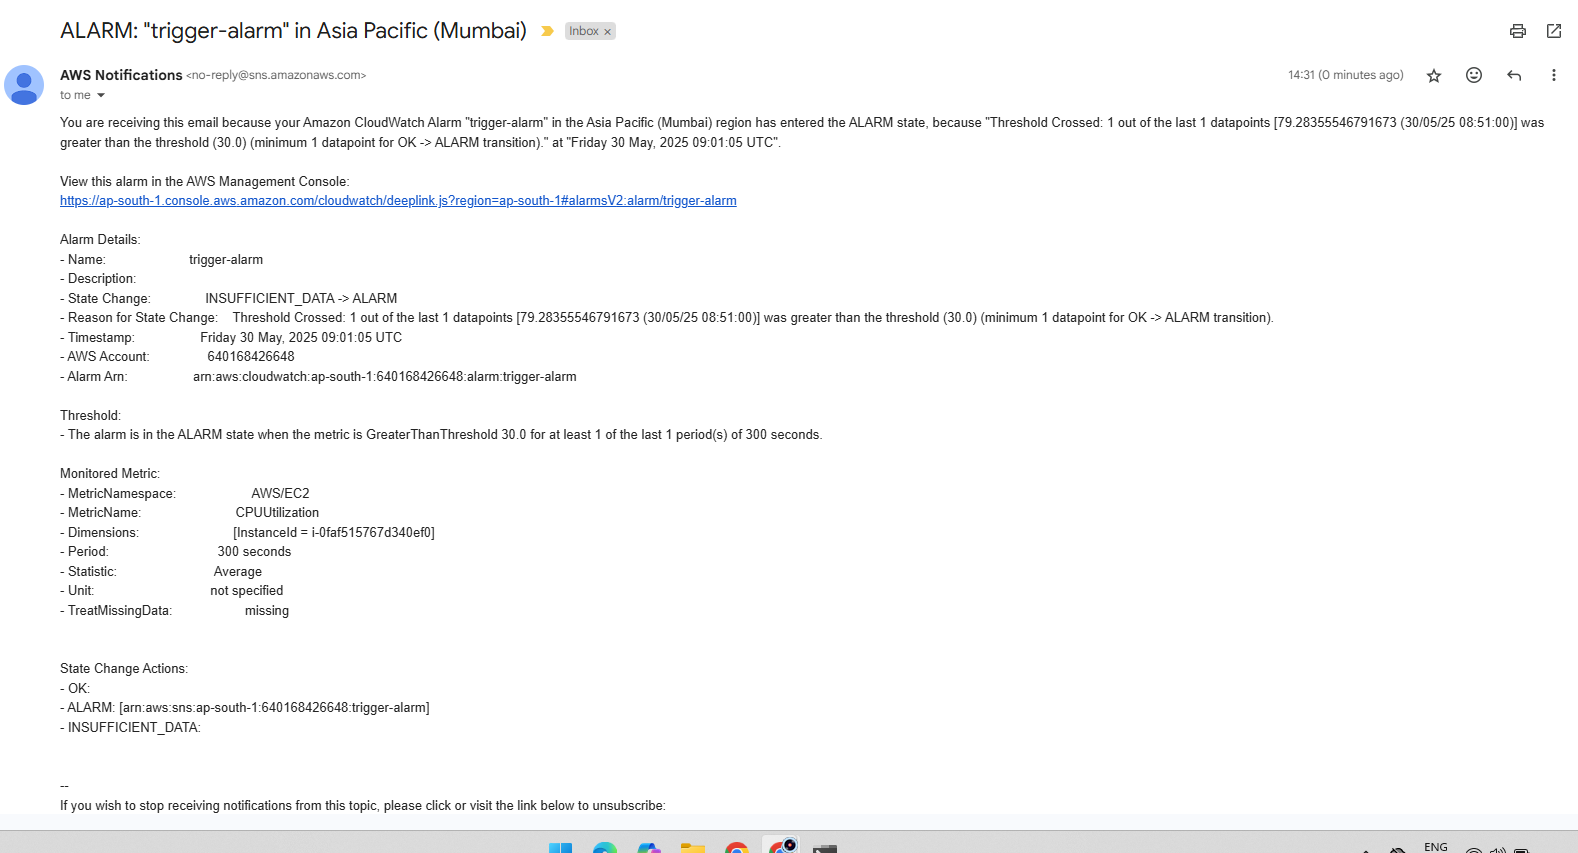 ALARM: "trigger-alarm" in Asia Pacific (Mumbai) Inbox ×
AWS Notifications <no-reply@sns.amazonaws.com> 14:31 (0 minutes ago)
to me
You are receiving this email because your Amazon CloudWatch Alarm "trigger-alarm" in the Asia Pacific (Mumbai) region has entered the ALARM state, because "Threshold Crossed: 1 out of the last 1 datapoints [79.28355546791673 (30/05/25 08:51:00)] was
greater than the threshold (30.0) (minimum 1 datapoint for OK -> ALARM transition)." at "Friday 30 May, 2025 09:01:05 UTC".
View this alarm in the AWS Management Console:
https://ap-south-1.console.aws.amazon.com/cloudwatch/deeplink.js?region=ap-south-1#alarmsV2:alarm/trigger-alarm
Alarm Details:
- Name: trigger-alarm
- Description:
- State Change: INSUFFICIENT_DATA -> ALARM
- Reason for State Change: Threshold Crossed: 1 out of the last 1 datapoints [79.28355546791673 (30/05/25 08:51:00)] was greater than the threshold (30.0) (minimum 1 datapoint for OK -> ALARM transition).
- Timestamp: Friday 30 May, 2025 09:01:05 UTC
- AWS Account: 640168426648
- Alarm Arn: arn:aws:cloudwatch:ap-south-1:640168426648:alarm:trigger-alarm
Threshold:
- The alarm is in the ALARM state when the metric is GreaterThanThreshold 30.0 for at least 1 of the last 1 period(s) of 300 seconds.
Monitored Metric:
- MetricNamespace: AWS/EC2
- MetricName: CPUUtilization
- Dimensions: [InstanceId = i-0faf515767d340ef0]
- Period: 300 seconds
- Statistic: Average
- Unit: not specified
- TreatMissingData: missing
State Change Actions:
- OK:
- ALARM: [arn:aws:sns:ap-south-1:640168426648:trigger-alarm]
- INSUFFICIENT_DATA:
--
If you wish to stop receiving notifications from this topic, please click or visit the link below to unsubscribe:
ENG